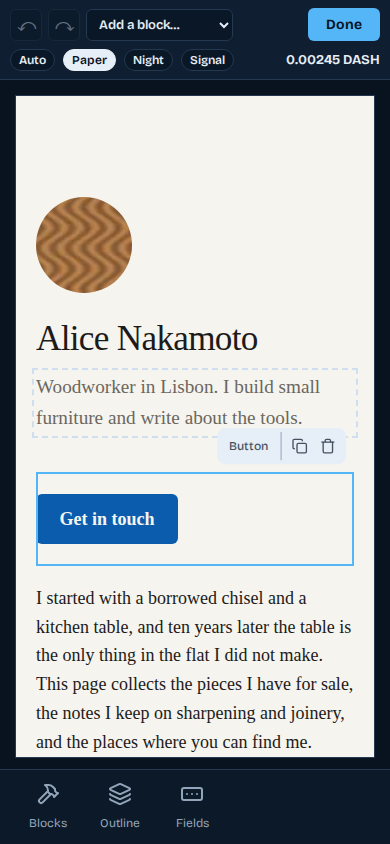 Add a block...
Done
Auto
Paper
Night
Signal
0.00245 DASH
Alice Nakamoto
Woodworker in Lisbon. I build small
furniture and write about the tools.
Button
Get in touch
I started with a borrowed chisel and a
kitchen table, and ten years later the table is
the only thing in the flat I did not make.
This page collects the pieces I have for sale,
the notes I keep on sharpening and joinery,
and the places where you can find me.
Blocks
Outline
Fields